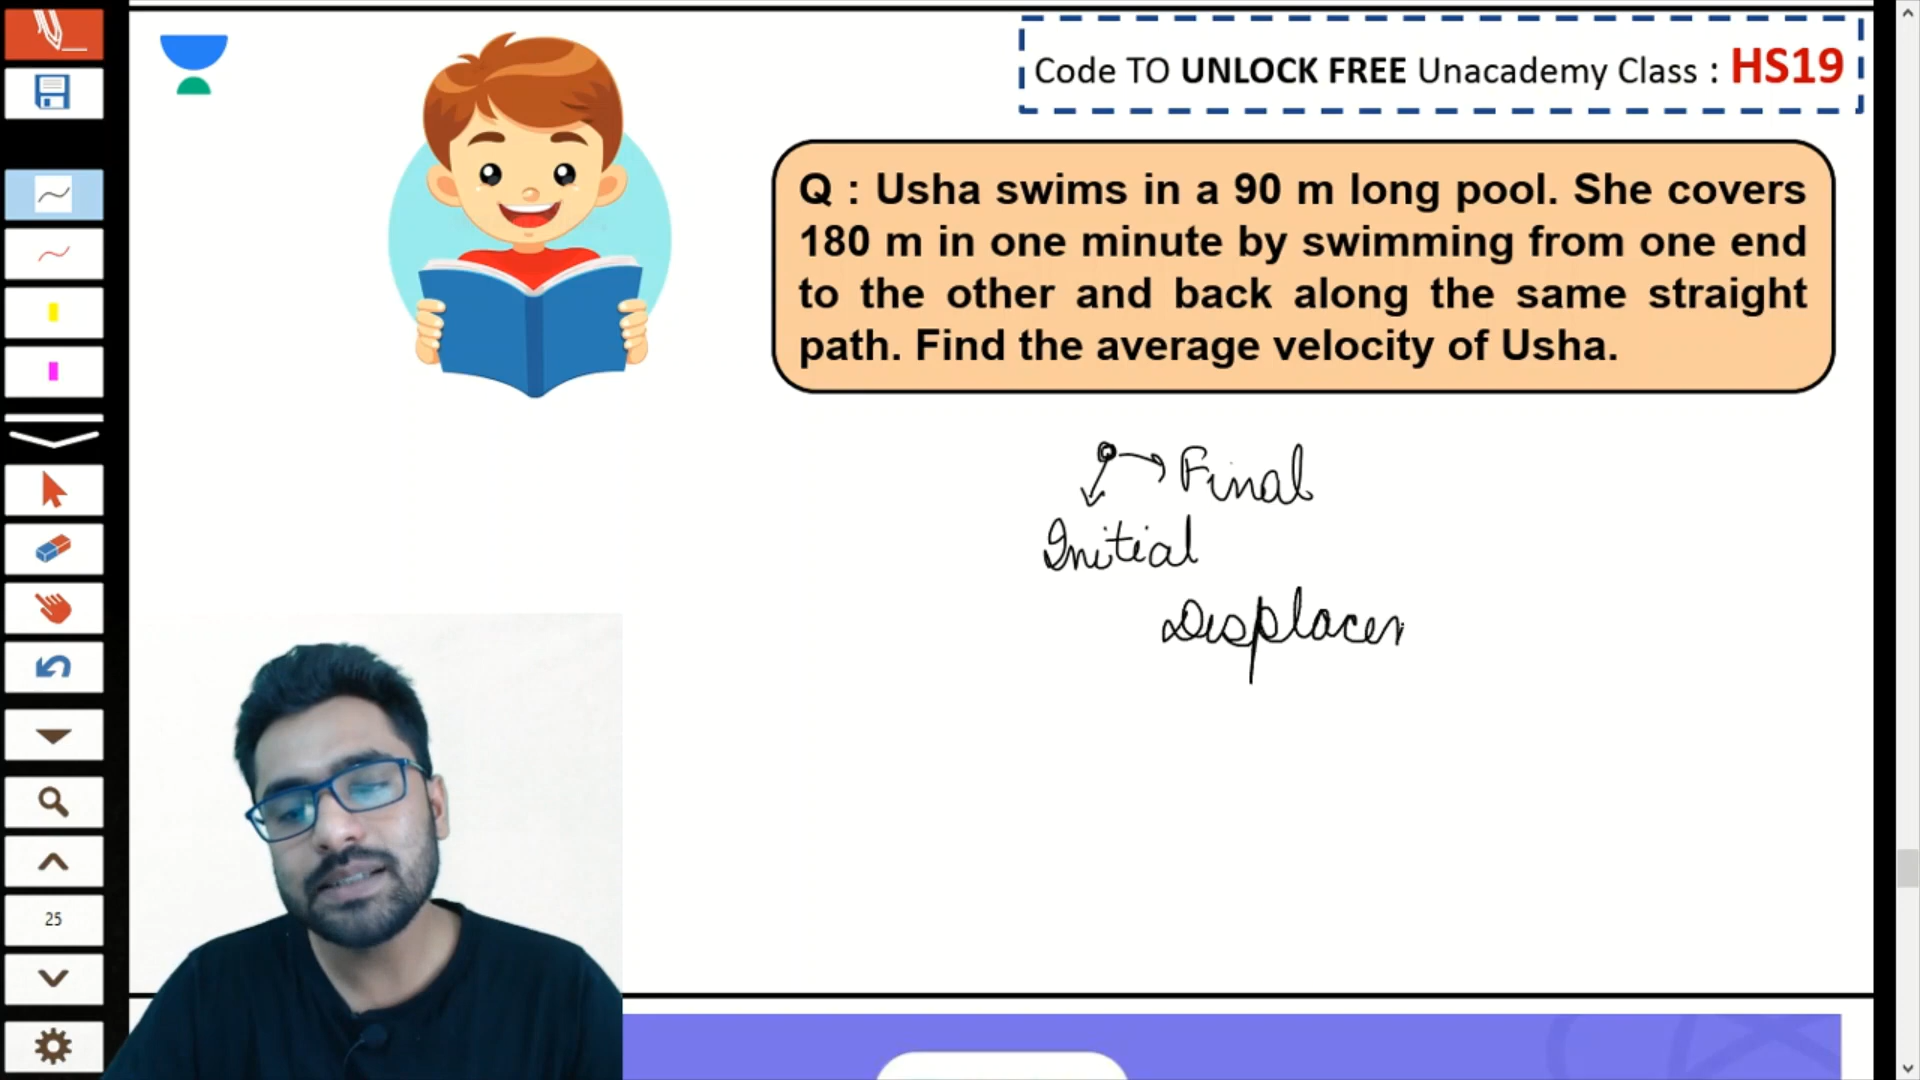 Code TO UNLOCK FREE Unacademy Class : HS19
Q : Usha swims in a 90 m long pool. She covers
180 m in one minute by swimming from one end
to the other and back along the same straight
path. Find the average velocity of Usha.
Final
Initial
Displacem
25